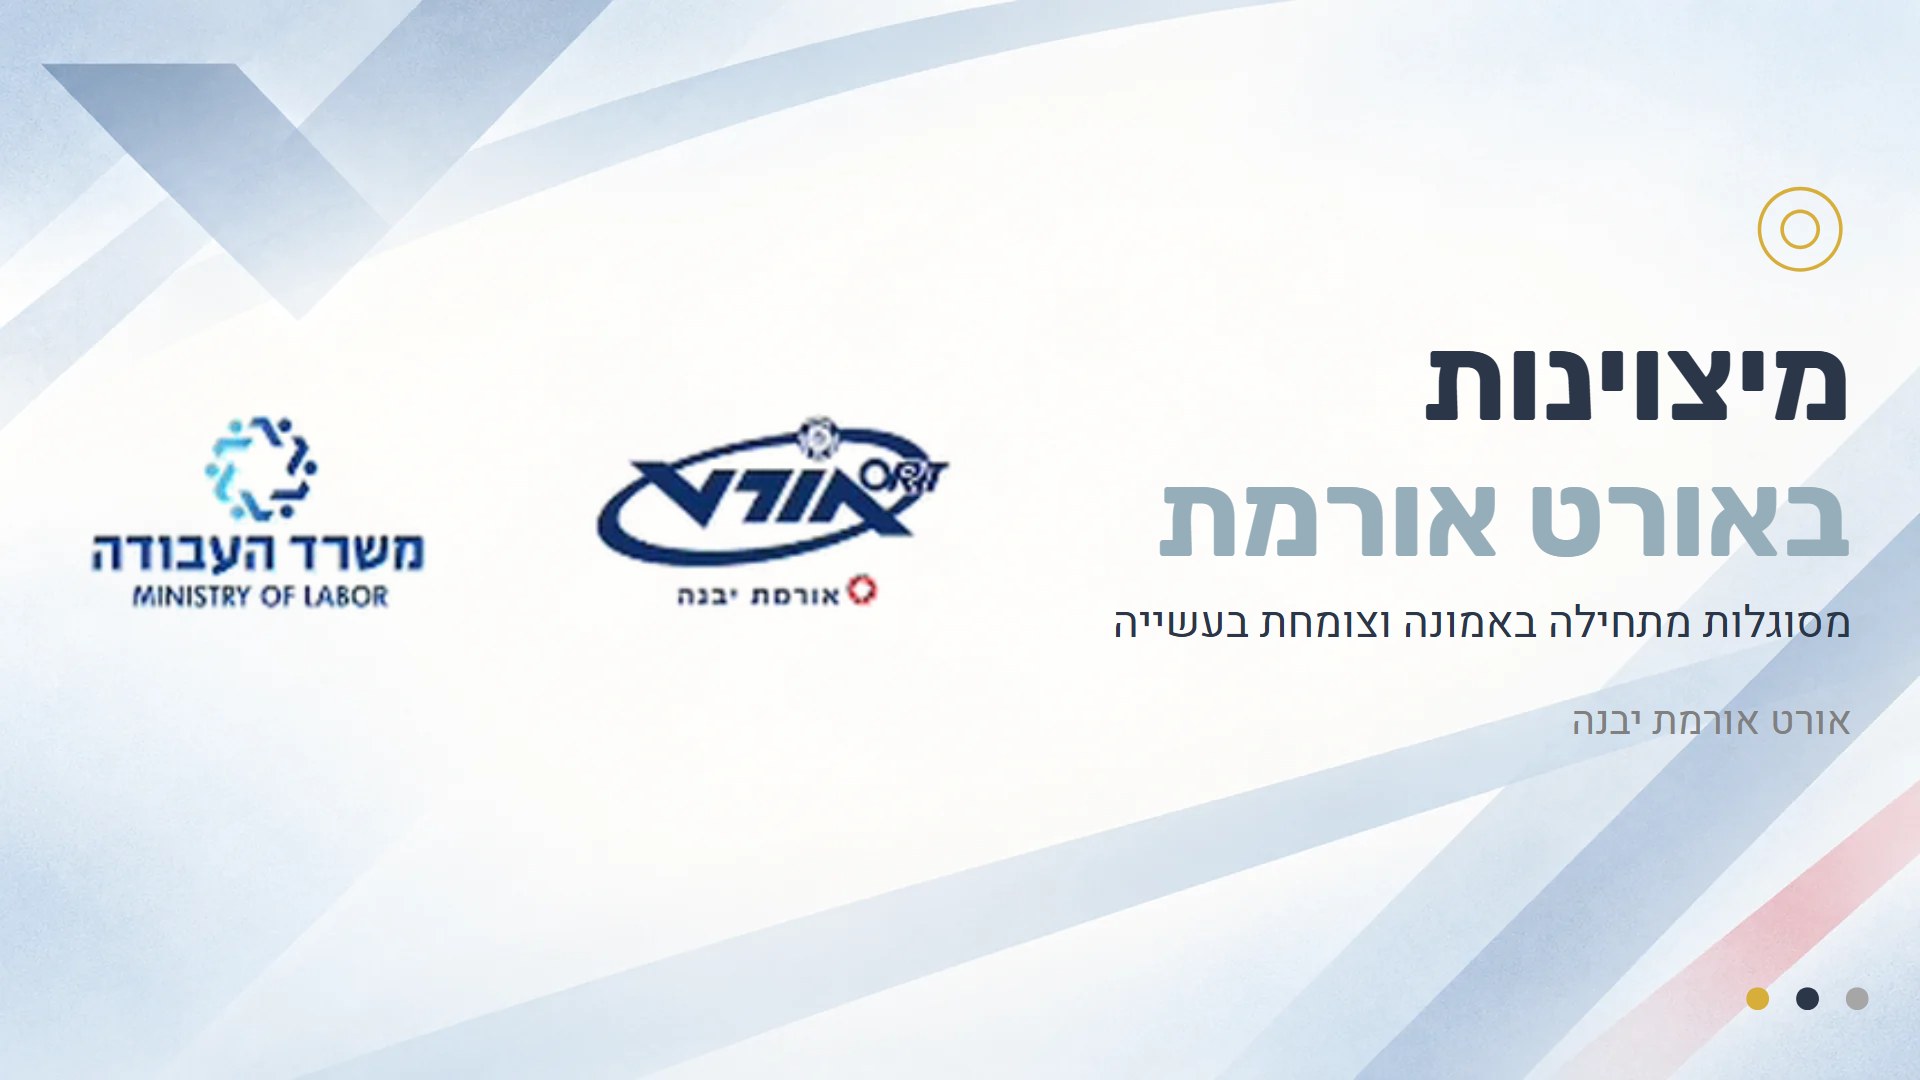 מיצוינות
באורט אורמת
מסוגלות מתחילה באמונה וצומחת בעשייה
אורט אורמת יבנה
אורט ORT
אורמת יבנה
משרד העבודה
MINISTRY OF LABOR